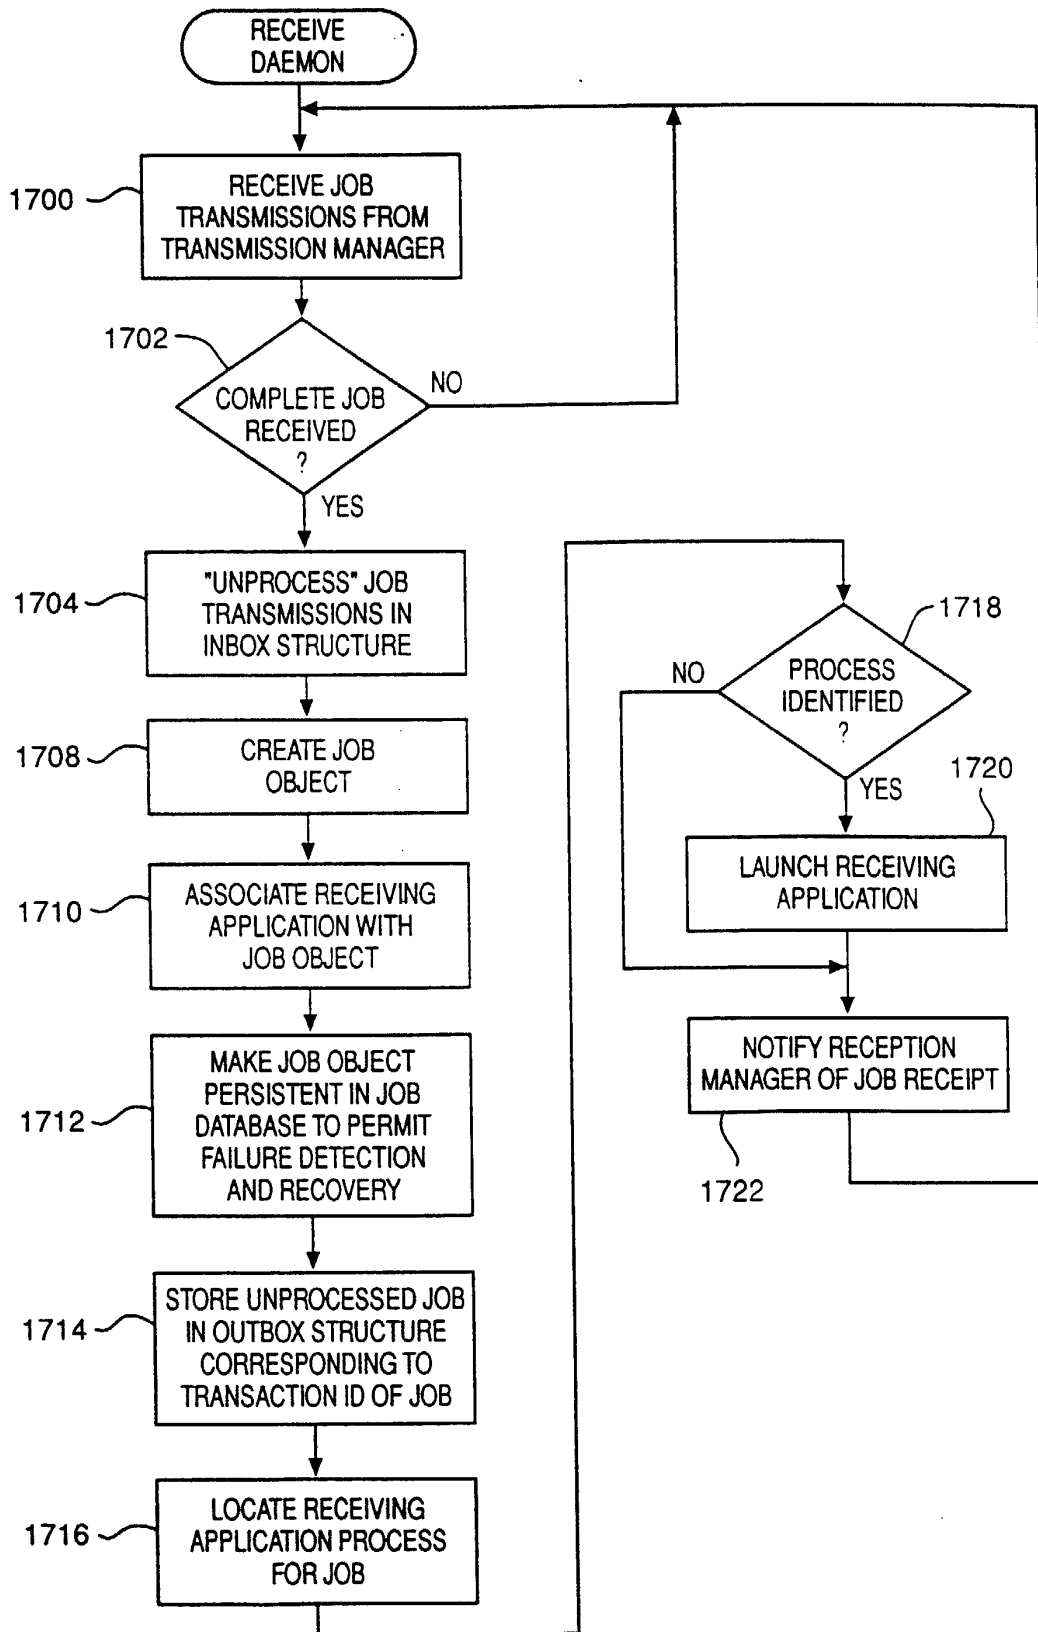 RECEIVE
DAEMON
1700
RECEIVE JOB
TRANSMISSIONS FROM
TRANSMISSION MANAGER
1702
COMPLETE JOB
RECEIVED
?
NO
YES
1704
"UNPROCESS" JOB
TRANSMISSIONS IN
INBOX STRUCTURE
1708
CREATE JOB
OBJECT
1710
ASSOCIATE RECEIVING
APPLICATION WITH
JOB OBJECT
1712
MAKE JOB OBJECT
PERSISTENT IN JOB
DATABASE TO PERMIT
FAILURE DETECTION
AND RECOVERY
1714
STORE UNPROCESSED JOB
IN OUTBOX STRUCTURE
CORRESPONDING TO
TRANSACTION ID OF JOB
1716
LOCATE RECEIVING
APPLICATION PROCESS
FOR JOB
1718
PROCESS
IDENTIFIED
?
NO
YES
1720
LAUNCH RECEIVING
APPLICATION
NOTIFY RECEPTION
MANAGER OF JOB RECEIPT
1722